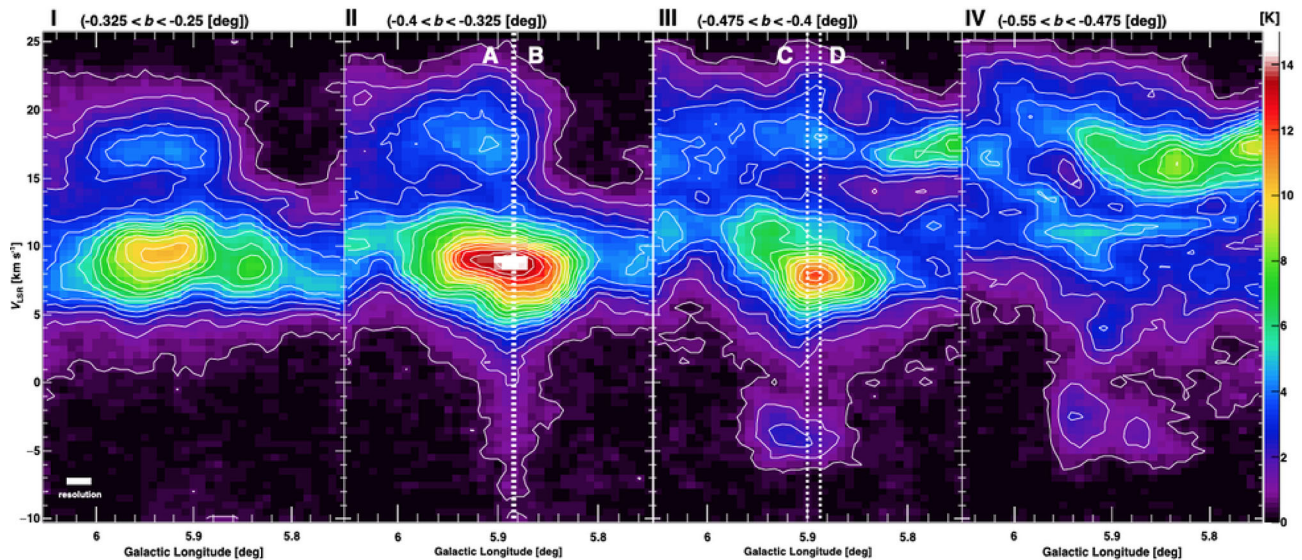 I (-0.325 < b < -0.25 [deg]) II (-0.4 < b < -0.325 [deg]) III (-0.475 < b < -0.4 [deg]) IV (-0.55 < b < -0.475 [deg]) [K]
A B C D
25
20
15
10
5
0
−5
−10
V_LSR [km s⁻¹]
resolution
14
12
10
8
6
4
2
0
6 5.9 5.8 6 5.9 5.8 6 5.9 5.8 6 5.9 5.8
Galactic Longitude [deg] Galactic Longitude [deg] Galactic Longitude [deg] Galactic Longitude [deg]